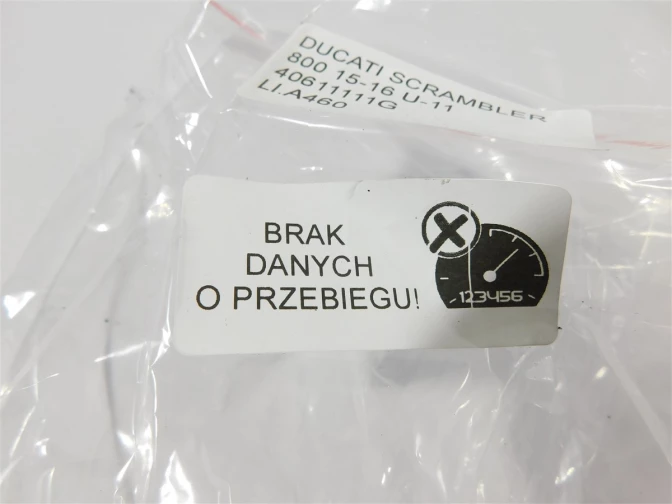 DUCATI SCRAMBLER
800 15-16 U-11
40611111G
LI.A460
BRAK
DANYCH
O PRZEBIEGU!
123456